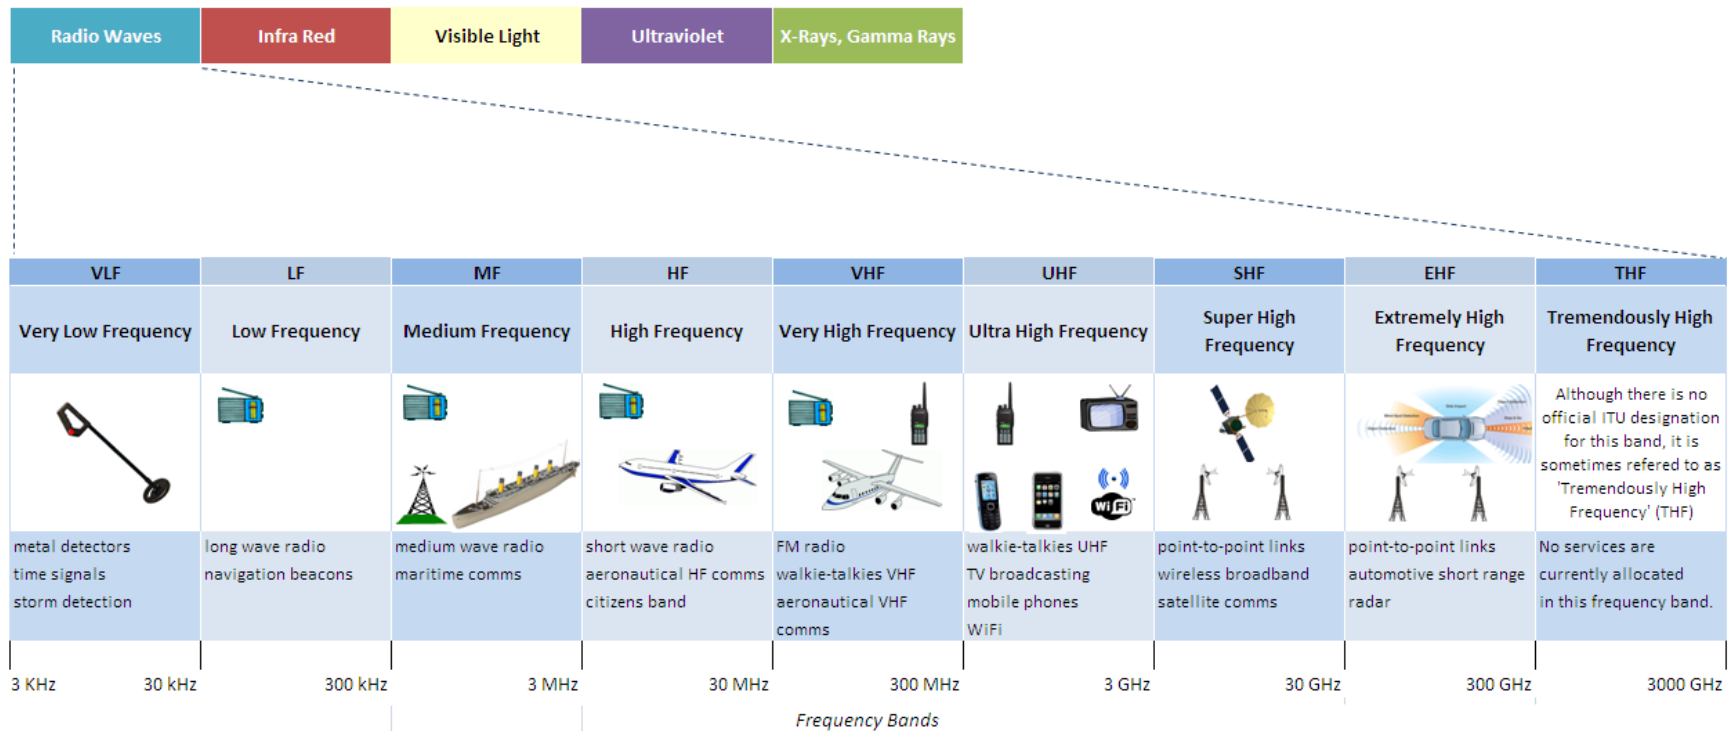 Radio Waves
Infra Red
Visible Light
Ultraviolet
X-Rays, Gamma Rays
VLF
LF
MF
HF
VHF
UHF
SHF
EHF
THF
Very Low Frequency
Low Frequency
Medium Frequency
High Frequency
Very High Frequency
Ultra High Frequency
Super High
Frequency
Extremely High
Frequency
Tremendously High
Frequency
WiFi
Although there is no
official ITU designation
for this band, it is
sometimes refered to as
'Tremendously High
Frequency' (THF)
metal detectors
time signals
storm detection
long wave radio
navigation beacons
medium wave radio
maritime comms
short wave radio
aeronautical HF comms
citizens band
FM radio
walkie-talkies VHF
aeronautical VHF
comms
walkie-talkies UHF
TV broadcasting
mobile phones
WiFi
point-to-point links
wireless broadband
satellite comms
point-to-point links
automotive short range
radar
No services are
currently allocated
in this frequency band.
3 KHz
30 kHz
300 kHz
3 MHz
30 MHz
300 MHz
3 GHz
30 GHz
300 GHz
3000 GHz
Frequency Bands